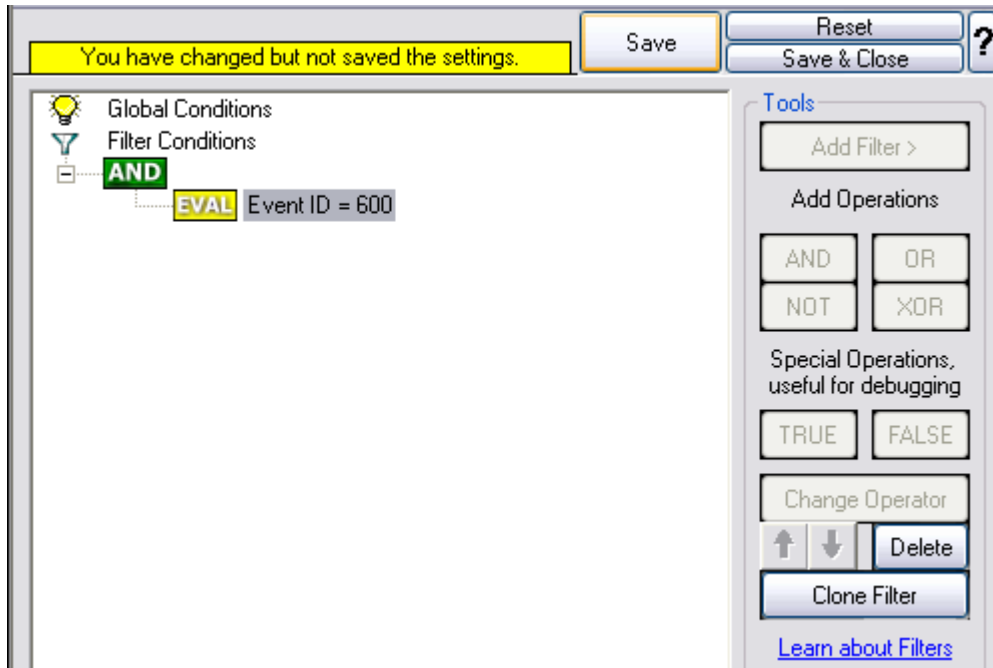 You have changed but not saved the settings.
Save
Reset
Save & Close
?
Global Conditions
Filter Conditions
AND
EVAL Event ID = 600
Tools
Add Filter >
Add Operations
AND OR
NOT XOR
Special Operations,
useful for debugging
TRUE FALSE
Change Operator
Delete
Clone Filter
Learn about Filters